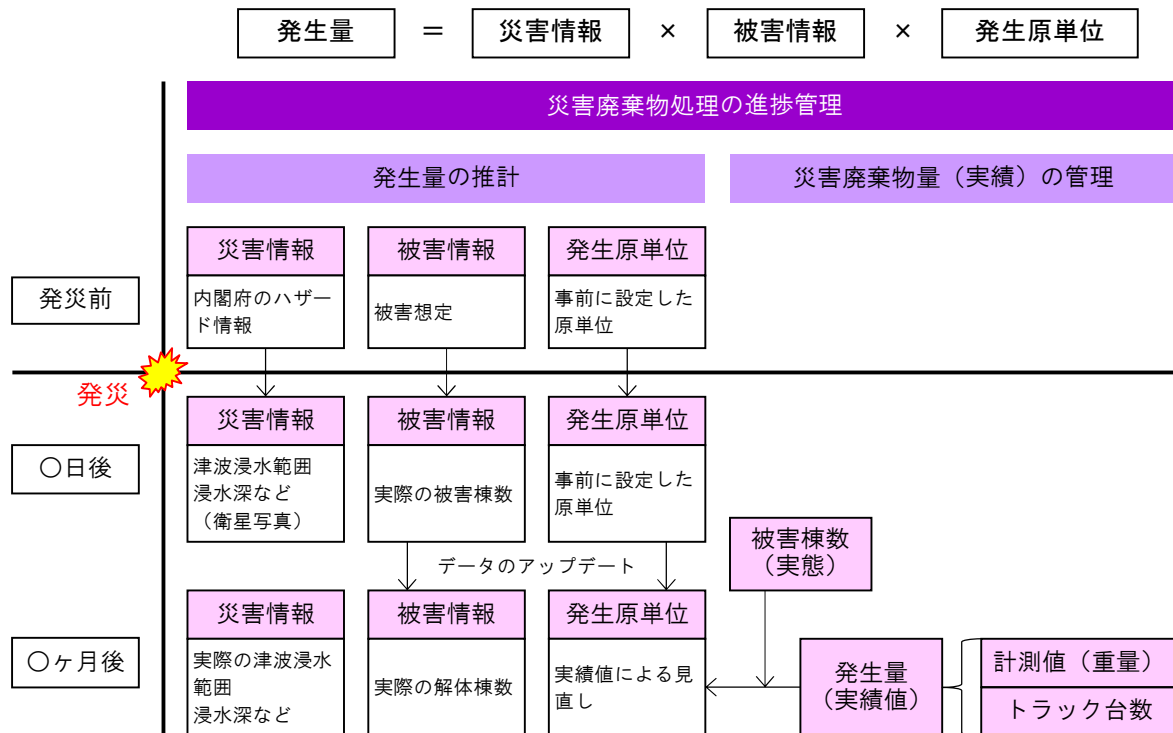 発生量 = 災害情報 × 被害情報 × 発生原単位
災害廃棄物処理の進捗管理
発生量の推計
災害廃棄物量（実績）の管理
発災前
災害情報
内閣府のハザー
ド情報
被害情報
被害想定
発生原単位
事前に設定した
原単位
発災
〇日後
災害情報
津波浸水範囲
浸水深など
（衛星写真）
被害情報
実際の被害棟数
発生原単位
事前に設定した
原単位
データのアップデート
被害棟数
（実態）
〇ヶ月後
災害情報
実際の津波浸水
範囲
浸水深など
被害情報
実際の解体棟数
発生原単位
実績値による見
直し
発生量
（実績値）
計測値（重量）
トラック台数